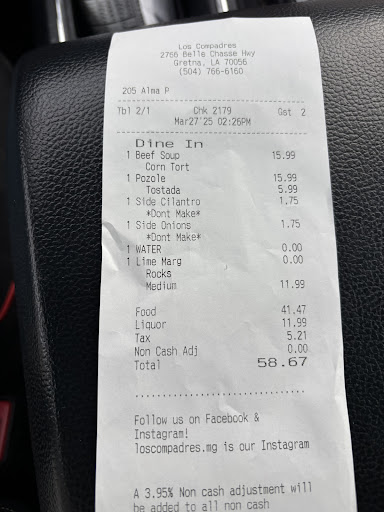 Los Compadres
2766 Belle Chasse Hwy
Gretna, LA 70056
(504) 766-6160
205 Alma P
Tbl 2/1 Chk 2179 Gst 2
Mar27'25 02:26PM
Dine In
1 Beef Soup 15.99
Corn Tort
1 Pozole 15.99
Tostada 5.99
1 Side Cilantro 1.75
*Dont Make*
1 Side Onions 1.75
*Dont Make*
1 WATER 0.00
1 Lime Marg 0.00
Rocks
Medium 11.99
Food 41.47
Liquor 11.99
Tax 5.21
Non Cash Adj 0.00
Total 58.67
Follow us on Facebook &
Instagram!
loscompadres.mg is our Instagram
A 3.95% Non cash adjustment will
be added to all non cash